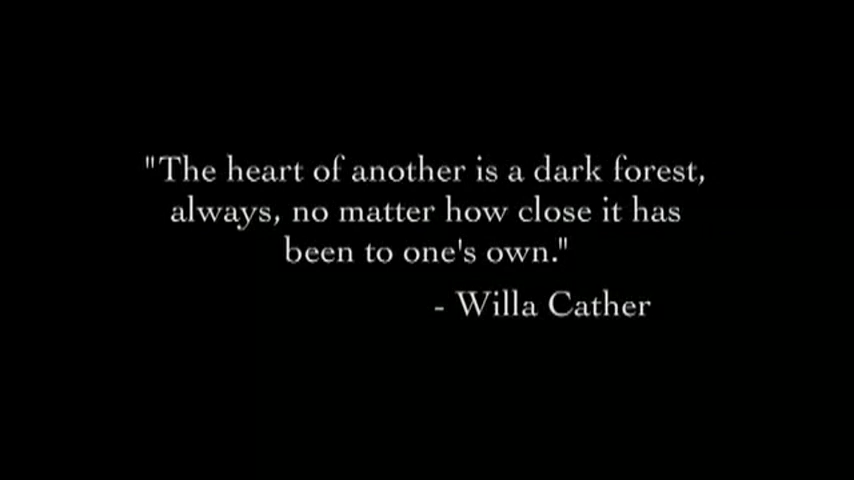 "The heart of another is a dark forest,
always, no matter how close it has
been to one's own."
- Willa Cather